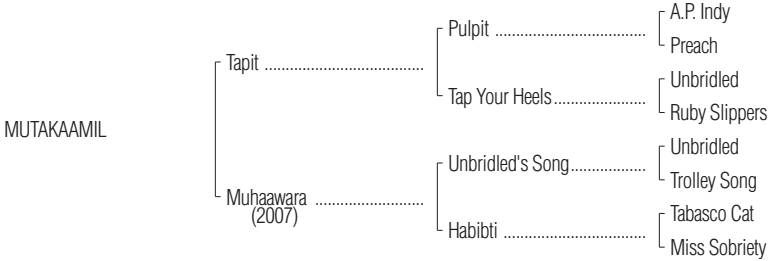 A.P. Indy
Pulpit ....................................
Preach
Tapit ......................................
Unbridled
Tap Your Heels......................
Ruby Slippers
MUTAKAAMIL
Unbridled
Unbridled's Song..................
Trolley Song
Muhaawara ..........................
(2007)
Tabasco Cat
Habibti ..................................
Miss Sobriety